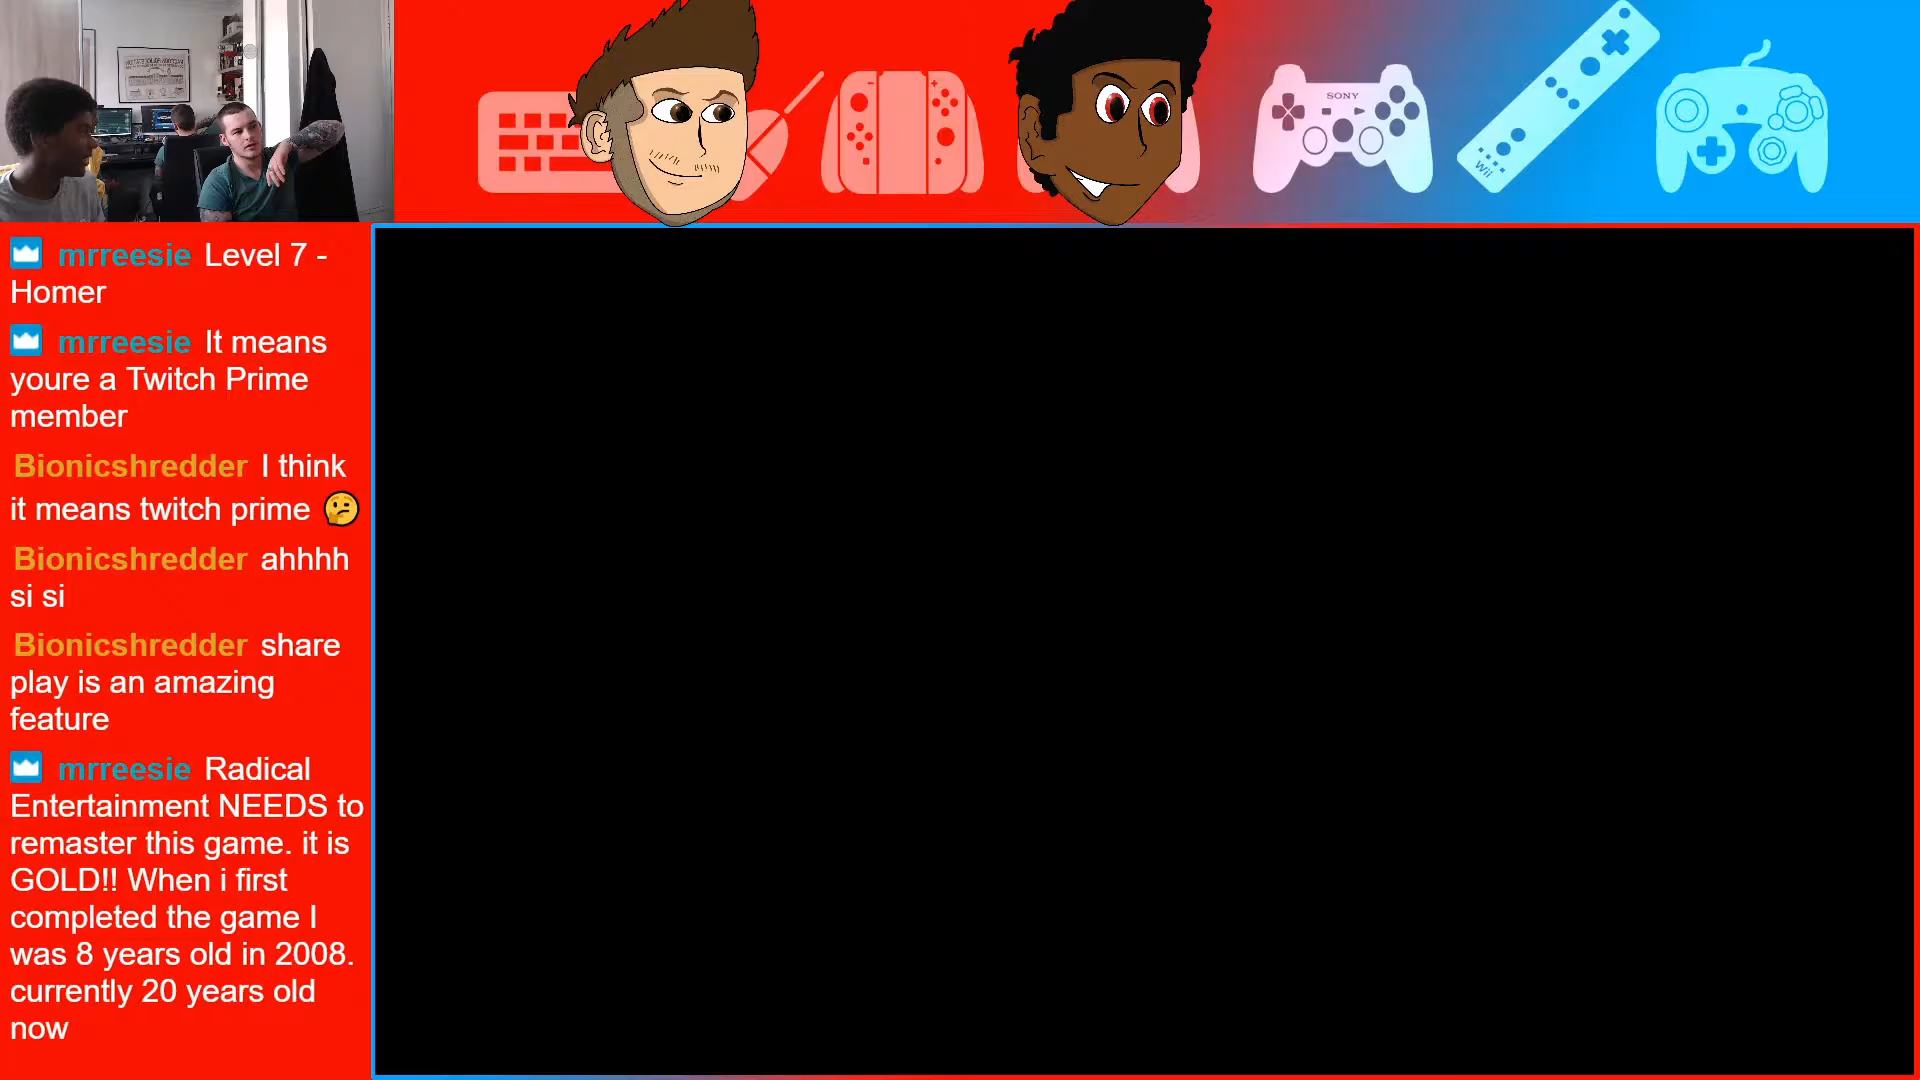 SONY
Wii
mrreesie Level 7 -
Homer
mrreesie It means
youre a Twitch Prime
member
Bionicshredder I think
it means twitch prime 🤔
Bionicshredder ahhhh
si si
Bionicshredder share
play is an amazing
feature
mrreesie Radical
Entertainment NEEDS to
remaster this game. it is
GOLD!! When i first
completed the game I
was 8 years old in 2008.
currently 20 years old
now